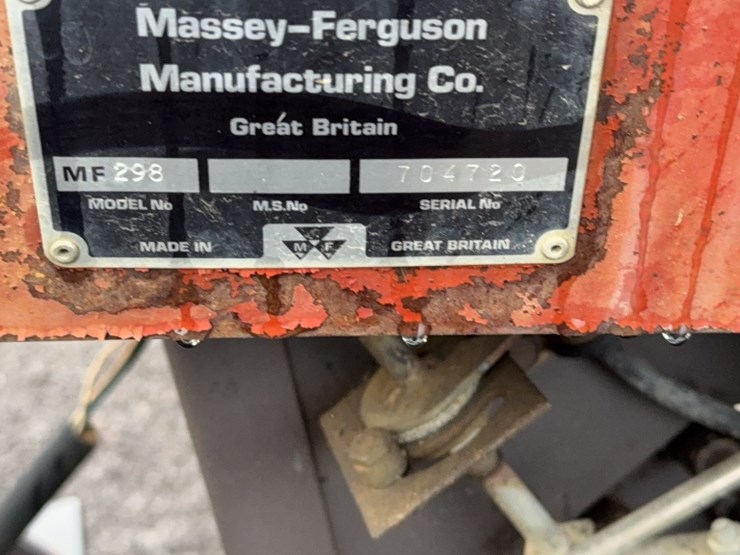 Massey-Ferguson
Manufacturing Co.
Great Britain
MF 298 704720
MODEL No M.S.No SERIAL No
MADE IN M F GREAT BRITAIN